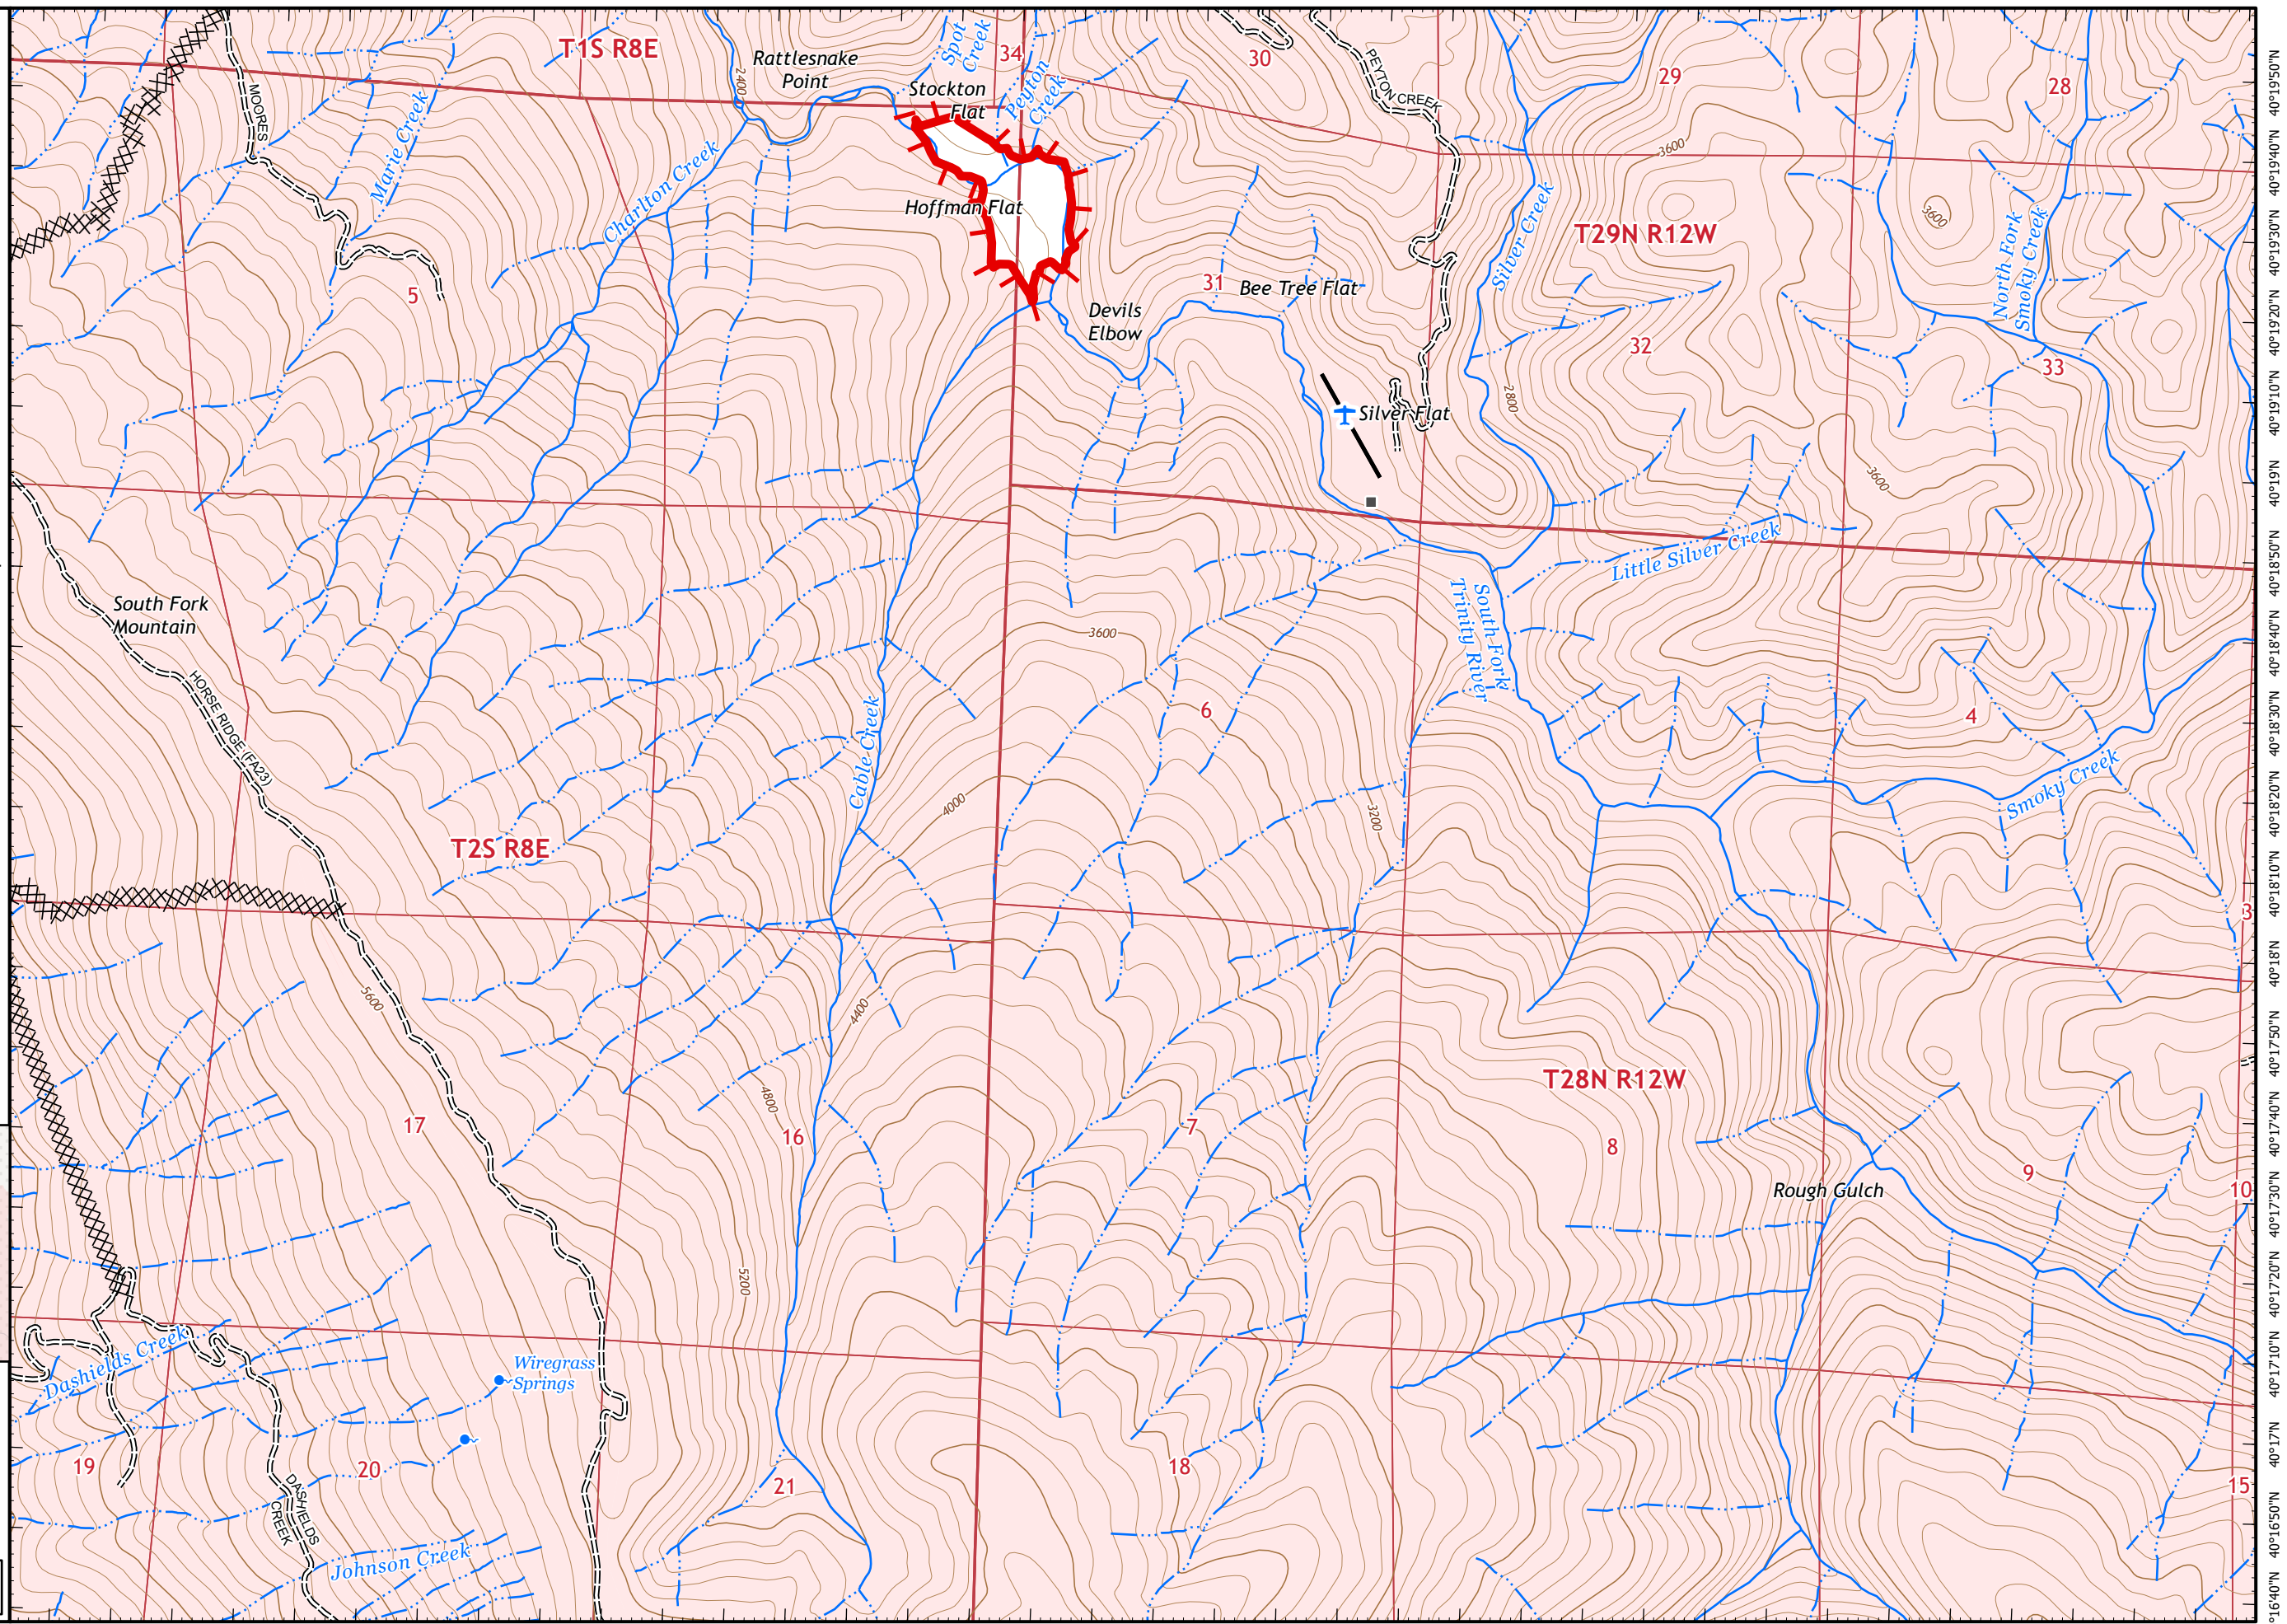 T1S R8E
Rattlesnake
Point
Spot
Creek
34
30
PEYTON CREEK
29
28
2400
Stockton
Flat
Peyton
Creek
MOORES
Marie Creek
Charlton Creek
3600
Hoffman Flat
Silver Creek
T29N R12W
3600
North Fork
Smoky Creek
5
31
Bee Tree Flat
Devils
Elbow
32
33
Silver Flat
2800
3600
Little Silver Creek
South Fork
Mountain
South Fork
Trinity River
3600
HORSE RIDGE (FA23)
Cable Creek
6
4
4000
3200
Smoky Creek
T2S R8E
3
5600
4400
T28N R12W
4800
17
16
7
8
9
10
Rough Gulch
5200
Dashields Creek
Wiregrass
Springs
19
20
21
18
15
DASHIELDS
CREEK
Johnson Creek
40°19'50"N
40°19'40"N
40°19'30"N
40°19'20"N
40°19'10"N
40°19'N
40°18'50"N
40°18'40"N
40°18'30"N
40°18'20"N
40°18'10"N
40°18'N
40°17'50"N
40°17'40"N
40°17'30"N
40°17'20"N
40°17'10"N
40°17'N
40°16'50"N
°16'40"N